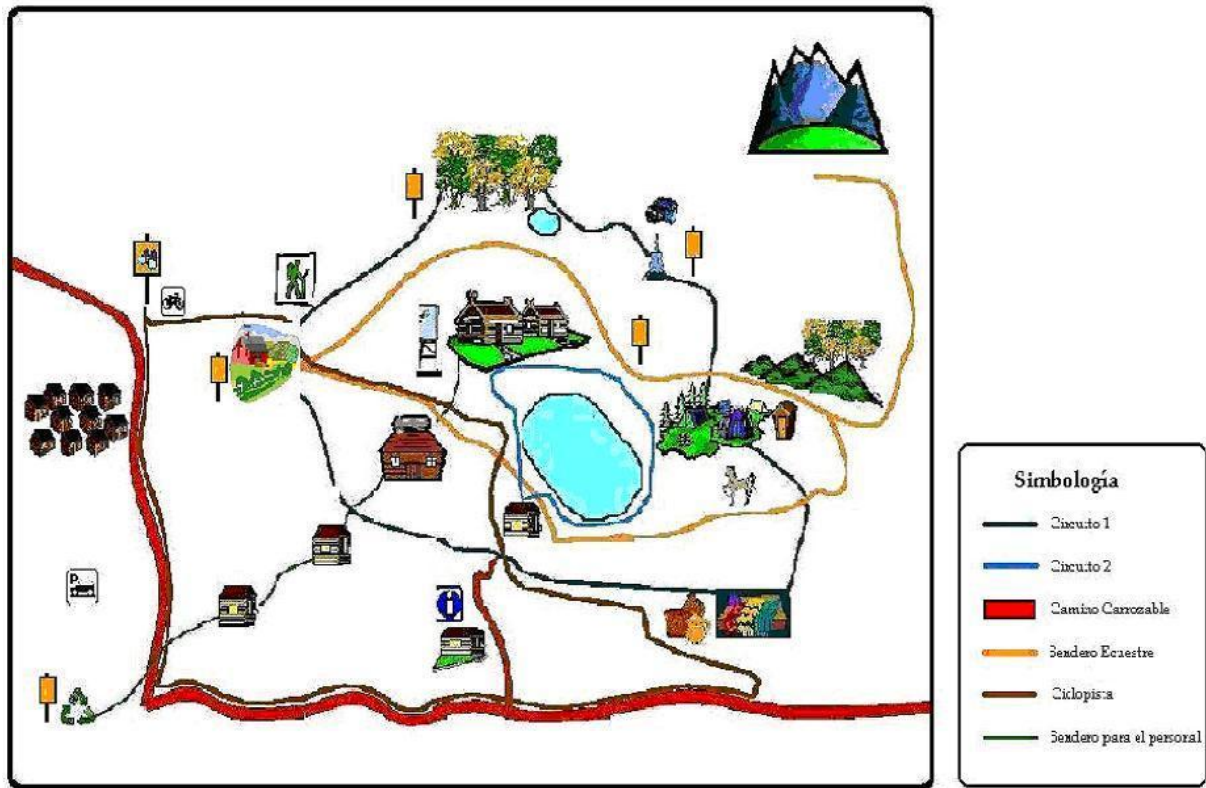 P.
Simbología
Circuito 1
Circuito 2
Camino Carrozable
Sendero Ecuestre
Ciclopista
Sendero para el personal